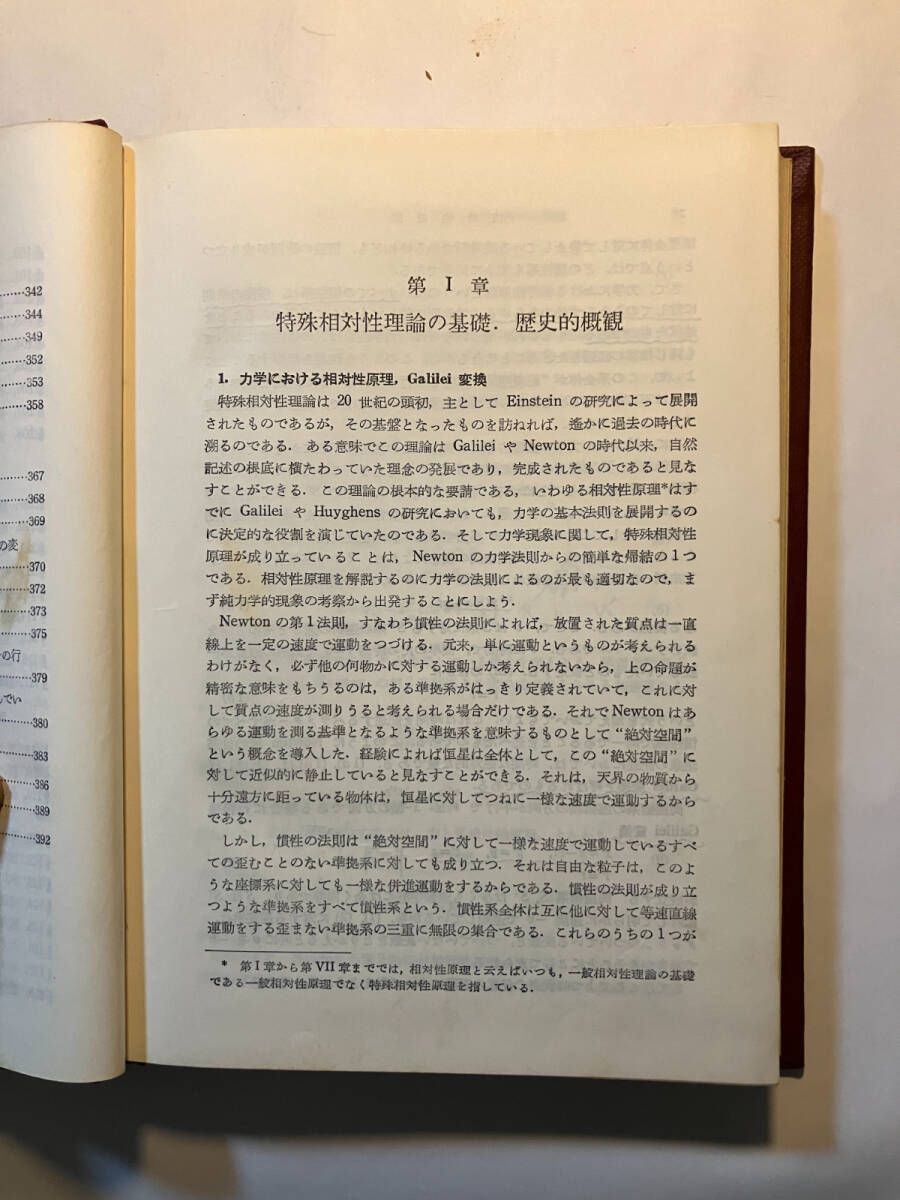 ……342
……344
……349
……352
……353
……358
……367
……368
……369
の変
……370
……372
……373
……375
の行
……379
でい
……380
……383
……386
……389
……392
第 I 章
特殊相対性理論の基礎．歴史的概観
1. 力学における相対性原理，Galilei 変換
特殊相対性理論は 20 世紀の頭初，主として Einstein の研究によって展開
されたものであるが，その基盤となったものを訪ねれば，遙かに過去の時代に
溯るのである．ある意味でこの理論は Galilei や Newton の時代以来，自然
記述の根底に横たわっていた理念の発展であり，完成されたものであると見な
すことができる．この理論の根本的な要請である，いわゆる相対性原理*はす
でに Galilei や Huyghens の研究においても，力学の基本法則を展開するの
に決定的な役割を演じていたのである．そして力学現象に関して，特殊相対性
原理が成り立っていることは，Newton の力学法則からの簡単な帰結の１つ
である．相対性原理を解説するのに力学の法則によるのが最も適切なので，ま
ず純力学的現象の考察から出発することにしよう．
Newton の第１法則，すなわち慣性の法則によれば，放置された質点は一直
線上を一定の速度で運動をつづける．元来，単に運動というものが考えられる
わけがなく，必ず他の何物かに対する運動しか考えられないから，上の命題が
精密な意味をもちうるのは，ある準拠系がはっきり定義されていて，これに対
して質点の速度が測りうると考えられる場合だけである．それで Newton はあ
らゆる運動を測る基準となるような準拠系を意味するものとして “絶対空間”
という概念を導入した．経験によれば恒星は全体として，この “絶対空間” に
対して近似的に静止していると見なすことができる．それは，天界の物質から
十分遠方に距っている物体は，恒星に対してつねに一様な速度で運動するから
である．
しかし，慣性の法則は “絶対空間” に対して一様な速度で運動しているすべ
ての歪むことのない準拠系に対しても成り立つ．それは自由な粒子は，このよ
うな座標系に対しても一様な併進運動をするからである．慣性の法則が成り立
つような準拠系をすべて慣性系という．慣性系全体は互に他に対して等速直線
運動をする歪まない準拠系の三重に無限の集合である．これらのうちの１つが
* 第 I 章から第 VII 章まででは，相対性原理と云えばいつも，一般相対性理論の基礎
である一般相対性原理でなく特殊相対性原理を指している．